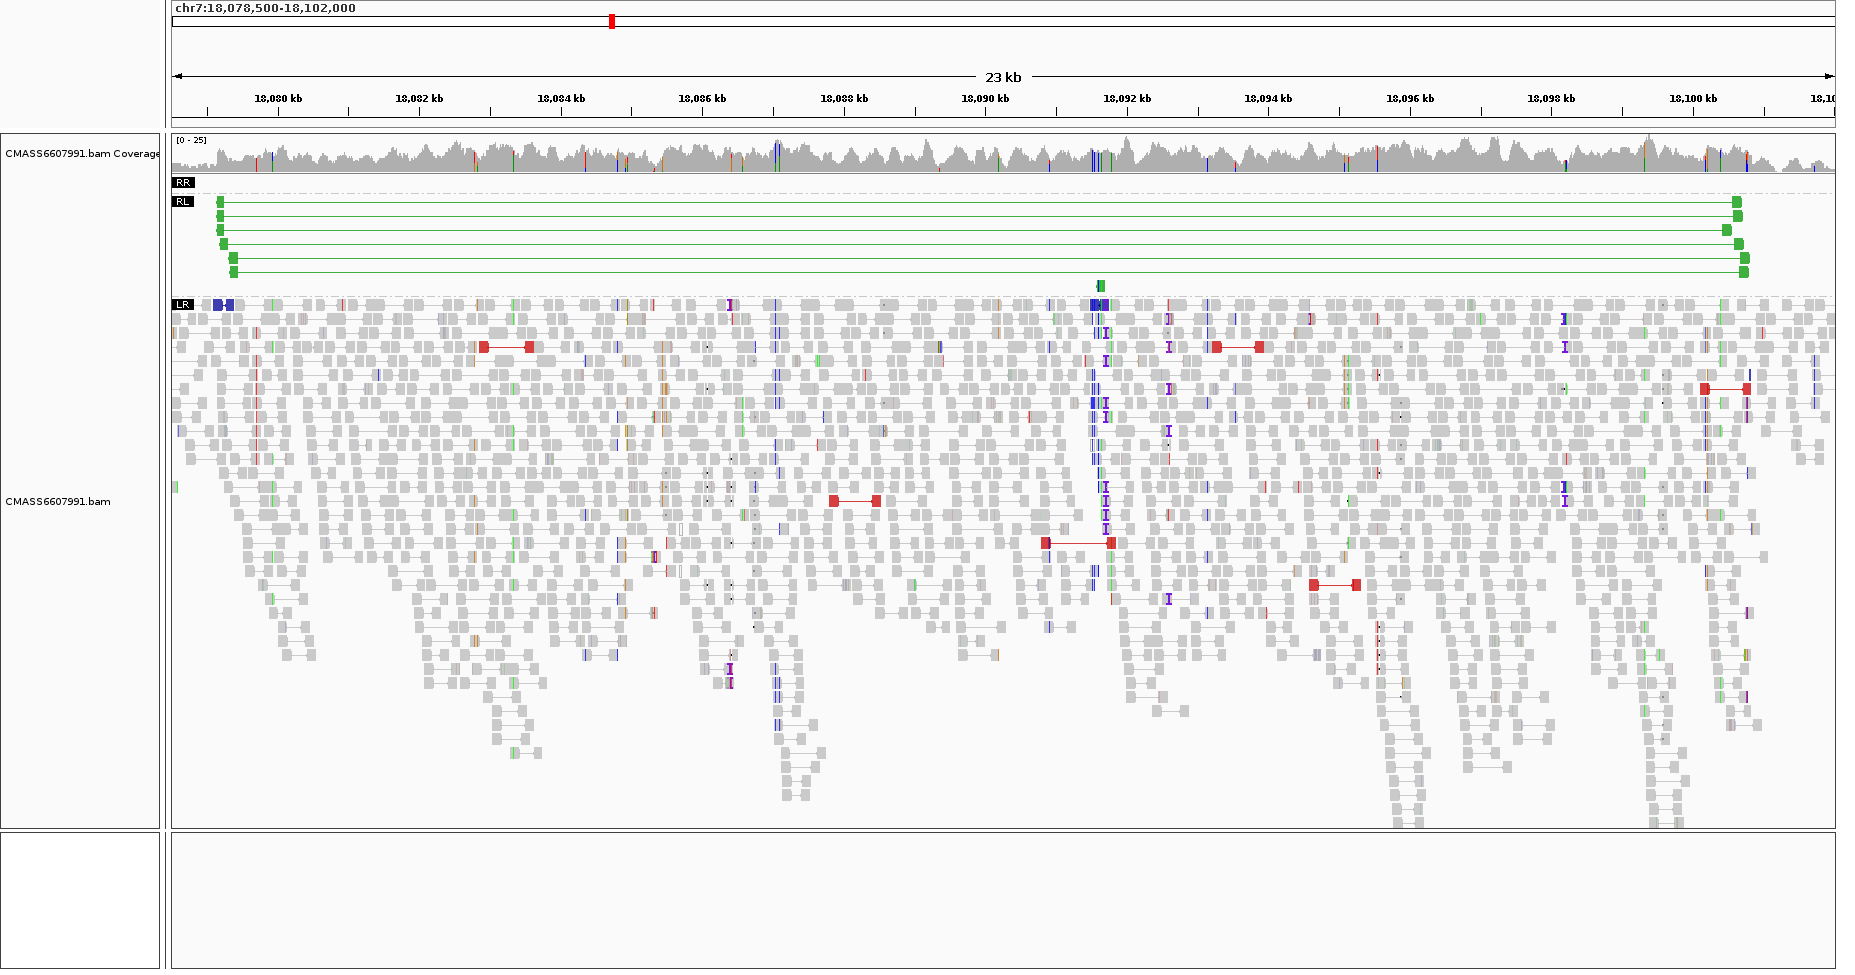 chr7:18,078,500-18,102,000
23 kb
18,080 kb 18,082 kb 18,084 kb 18,086 kb 18,088 kb 18,090 kb 18,092 kb 18,094 kb 18,096 kb 18,098 kb 18,100 kb 18,10
CMASS6607991.bam Coverage
[0 - 25]
RR
RL
LR
CMASS6607991.bam